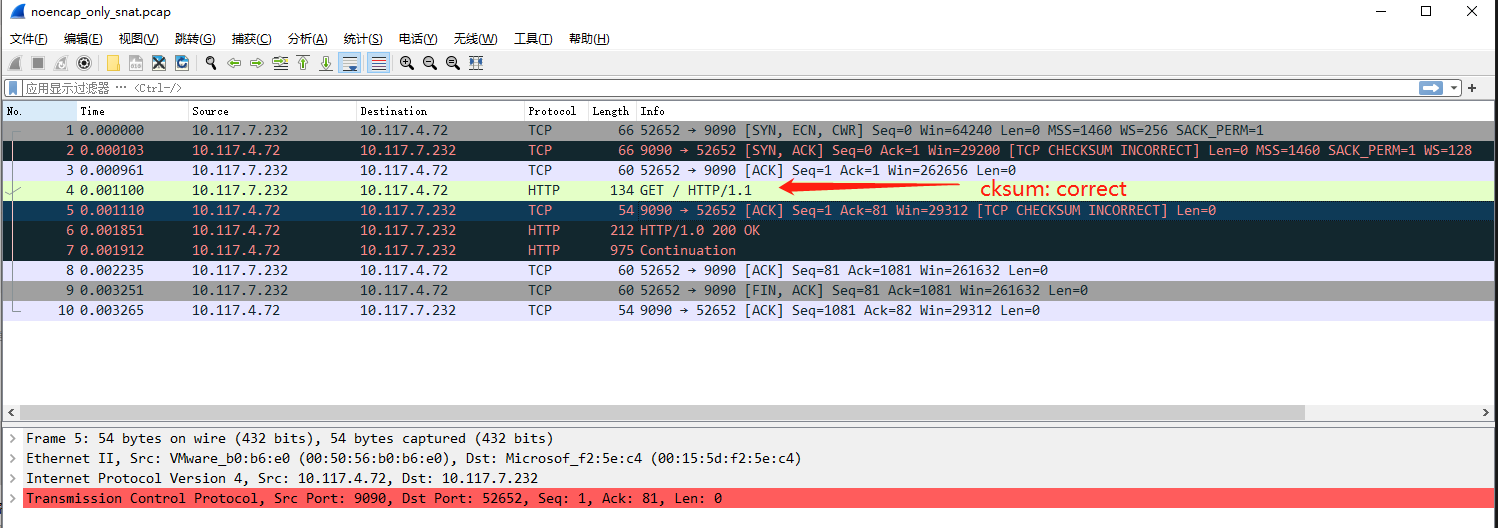 noencap_only_snat.pcap
文件(F) 编辑(E) 视图(V) 跳转(G) 捕获(C) 分析(A) 统计(S) 电话(Y) 无线(W) 工具(T) 帮助(H)
应用显示过滤器 … <Ctrl-/>
No. Time Source Destination Protocol Length Info
1 0.000000 10.117.7.232 10.117.4.72 TCP 66 52652 → 9090 [SYN, ECN, CWR] Seq=0 Win=64240 Len=0 MSS=1460 WS=256 SACK_PERM=1
2 0.000103 10.117.4.72 10.117.7.232 TCP 66 9090 → 52652 [SYN, ACK] Seq=0 Ack=1 Win=29200 [TCP CHECKSUM INCORRECT] Len=0 MSS=1460 SACK_PERM=1 WS=128
3 0.000961 10.117.7.232 10.117.4.72 TCP 60 52652 → 9090 [ACK] Seq=1 Ack=1 Win=262656 Len=0
4 0.001100 10.117.7.232 10.117.4.72 HTTP 134 GET / HTTP/1.1 cksum: correct
5 0.001110 10.117.4.72 10.117.7.232 TCP 54 9090 → 52652 [ACK] Seq=1 Ack=81 Win=29312 [TCP CHECKSUM INCORRECT] Len=0
6 0.001851 10.117.4.72 10.117.7.232 HTTP 212 HTTP/1.0 200 OK
7 0.001912 10.117.4.72 10.117.7.232 HTTP 975 Continuation
8 0.002235 10.117.7.232 10.117.4.72 TCP 60 52652 → 9090 [ACK] Seq=81 Ack=1081 Win=261632 Len=0
9 0.003251 10.117.7.232 10.117.4.72 TCP 60 52652 → 9090 [FIN, ACK] Seq=81 Ack=1081 Win=261632 Len=0
10 0.003265 10.117.4.72 10.117.7.232 TCP 54 9090 → 52652 [ACK] Seq=1081 Ack=82 Win=29312 Len=0
Frame 5: 54 bytes on wire (432 bits), 54 bytes captured (432 bits)
Ethernet II, Src: VMware_b0:b6:e0 (00:50:56:b0:b6:e0), Dst: Microsof_f2:5e:c4 (00:15:5d:f2:5e:c4)
Internet Protocol Version 4, Src: 10.117.4.72, Dst: 10.117.7.232
Transmission Control Protocol, Src Port: 9090, Dst Port: 52652, Seq: 1, Ack: 81, Len: 0